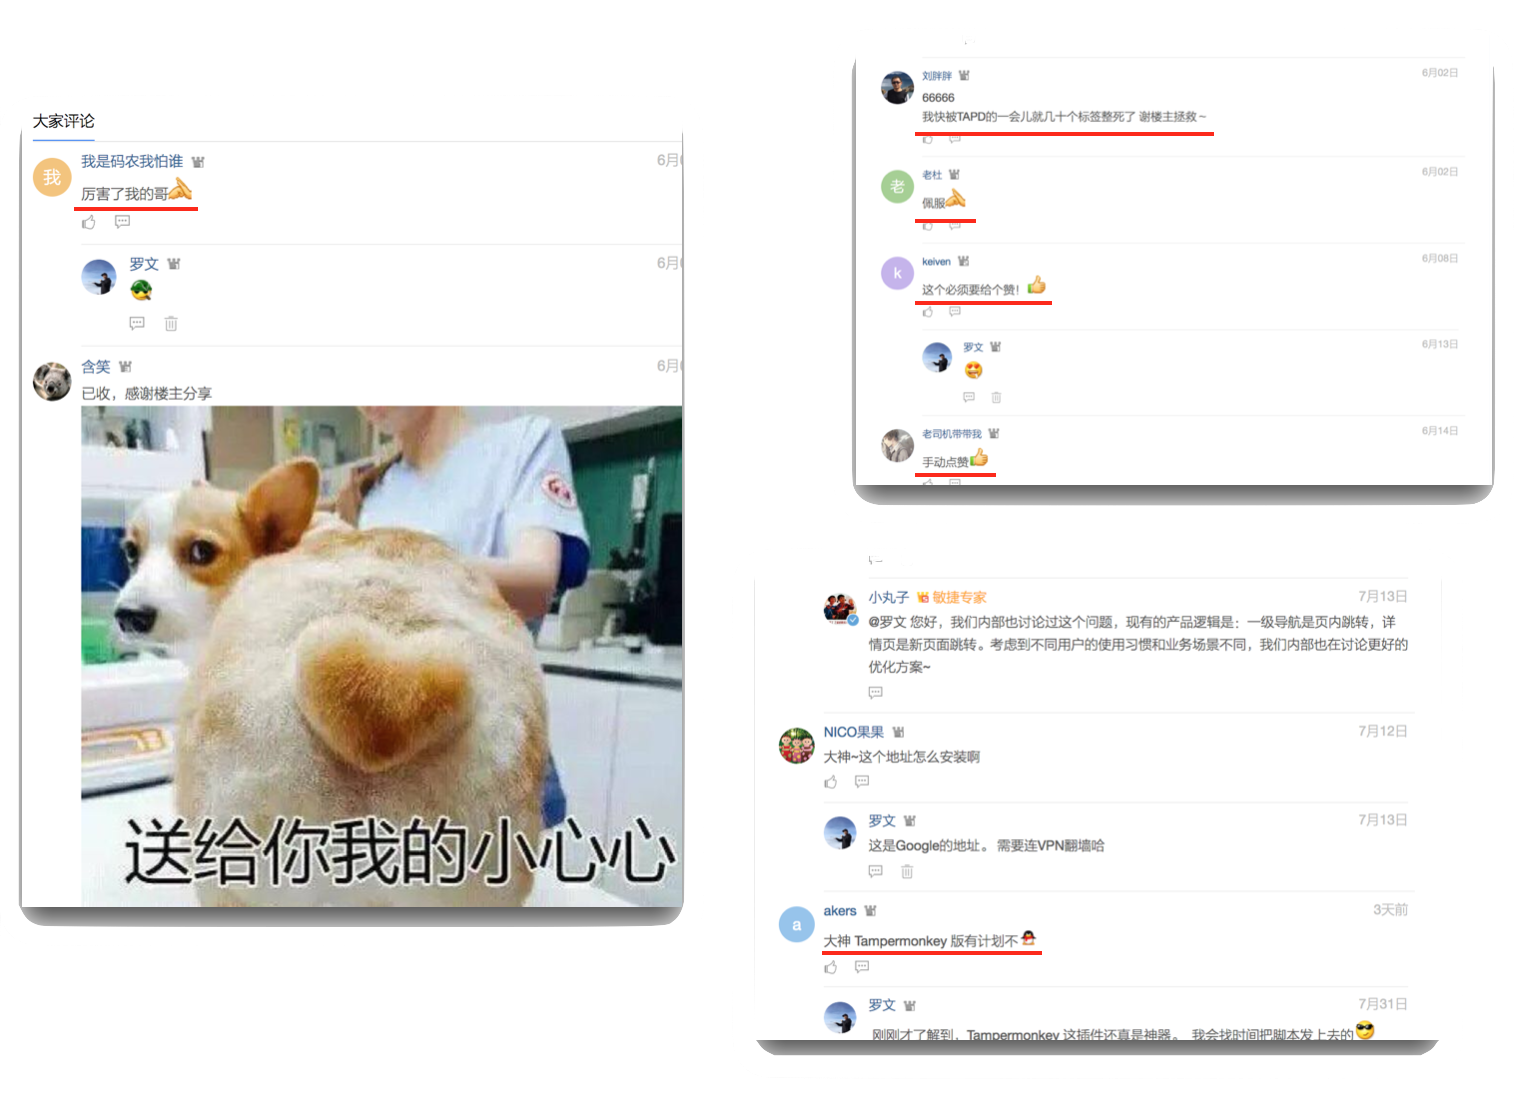 大家评论
我
我是码农我怕谁
6月
厉害了我的哥
罗文
6月
含笑
6月
已收，感谢楼主分享
送给你我的小心心
刘胖胖
6月02日
66666
我快被TAPD的一会儿就几十个标签整死了 谢楼主拯救~
老
老杜
6月02日
佩服
k
keiven
6月08日
这个必须要给个赞！
罗文
6月13日
老司机带带我
6月14日
手动点赞
小丸子 敏捷专家
7月13日
@罗文 您好，我们内部也讨论过这个问题，现有的产品逻辑是：一级导航是页内跳转，详
情页是新页面跳转。考虑到不同用户的使用习惯和业务场景不同，我们内部也在讨论更好的
优化方案~
NICO果果
7月12日
大神~这个地址怎么安装啊
罗文
7月13日
这是Google的地址。 需要连VPN翻墙哈
a
akers
3天前
大神 Tampermonkey 版有计划不
罗文
7月31日
刚刚才了解到，Tampermonkey 这插件还真是神器。 我会找时间把脚本发上去的